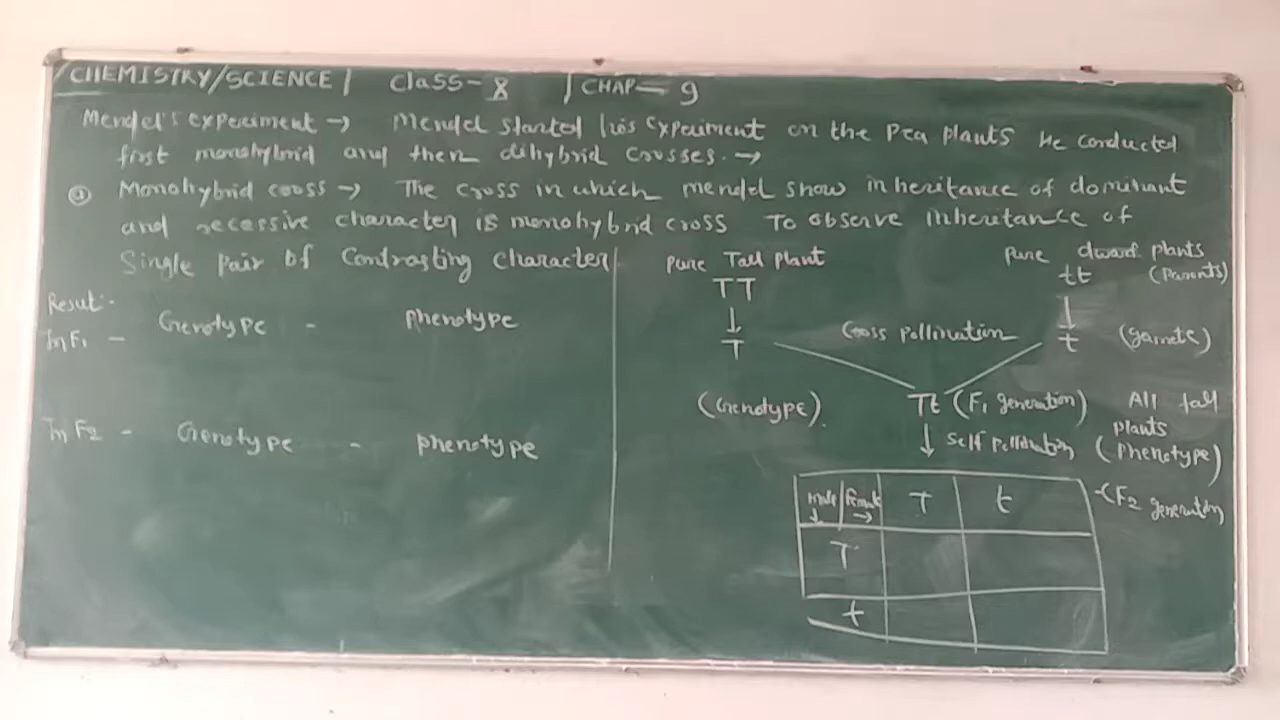 CHEMISTRY/SCIENCE | Class-8 | CHAP-9
Mendel's experiment → Mendel started his Experiment on the Pea plants He conducted
first monohybrid and then dihybrid crosses. →
Monohybrid cooss → The cross in which mendel show inheritance of dominant
and recessive character is monohybrid cross To observe inheritance of
Single Pair of Contrasting character
Pure Tall Plant
Pure dward plants
TT
tt (Parents)
↓
↓
T
Cross Pollination
t
(gamete)
(Genotype).
Tt (F1 generation)
All tall
plants
(Phenotype)
↓ Self Pollination
(F2 generation
Male ↓ / Female →
T
t
T
t
Result:-
In F1 - Genotype - Phenotype
In F2 - Genotype - phenotype